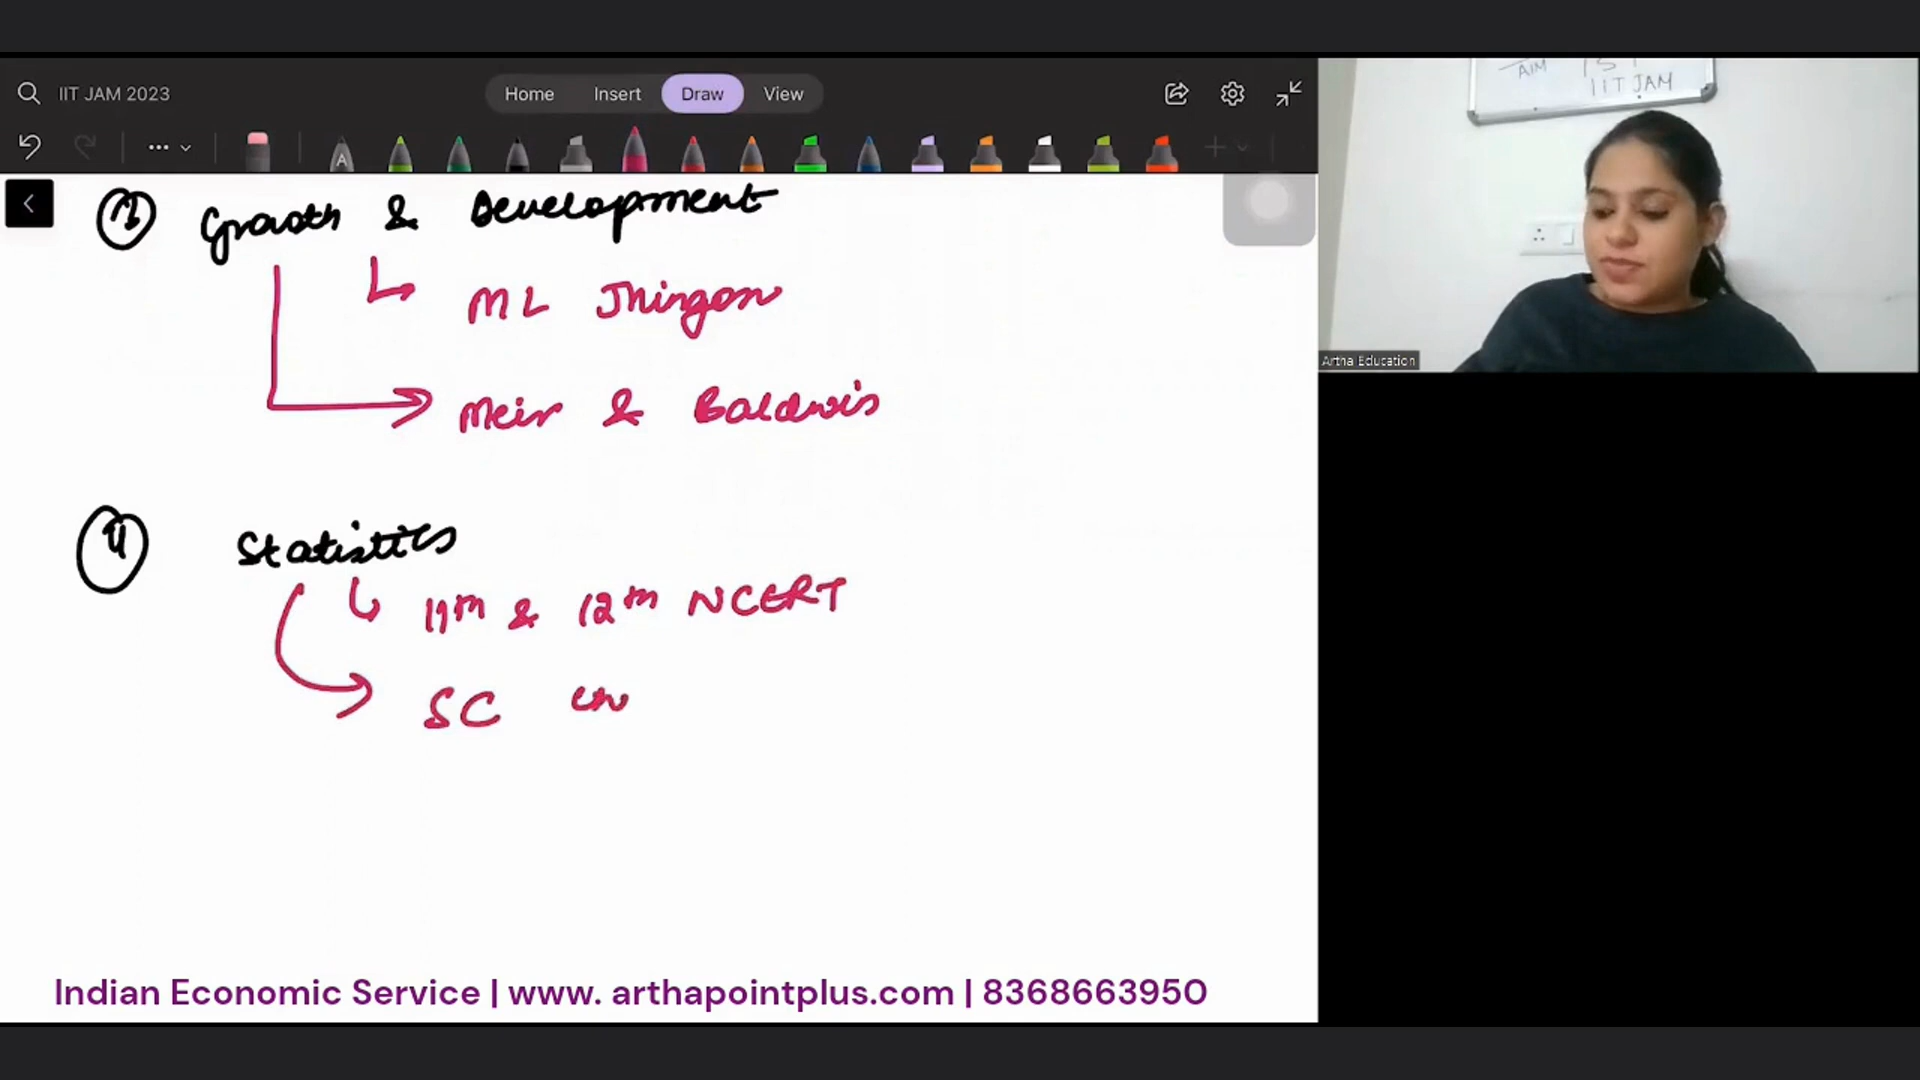 AIM IST
IIT JAM
IIT JAM 2023
Home Insert Draw View
A
3 Growth & Development
ML Jhingan
Meir & Baldwin
4 Statistics
11th & 12th NCERT
SC
Artha Education
Indian Economic Service | www. arthapointplus.com | 8368663950